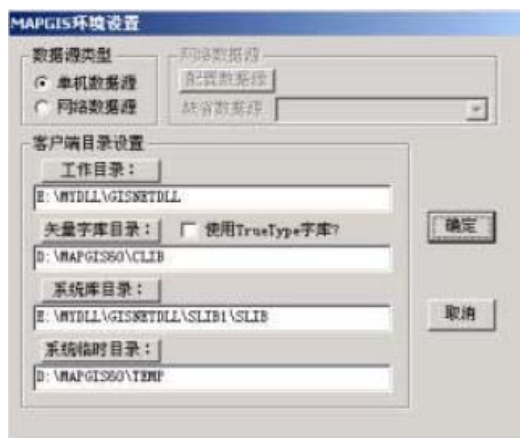 MAPGIS环境设置
数据源类型
单机数据源
网络数据源
网络数据源
配置数据源
缺省数据源
客户端目录设置
工作目录:
E:\MYDLL\GISNETDLL
矢量字库目录:
使用TrueType字库?
D:\MAPGIS60\CLIB
系统库目录:
E:\MYDLL\GISNETDLL\SLIB1\SLIB
系统临时目录:
D:\MAPGIS60\TEMP
确定
取消